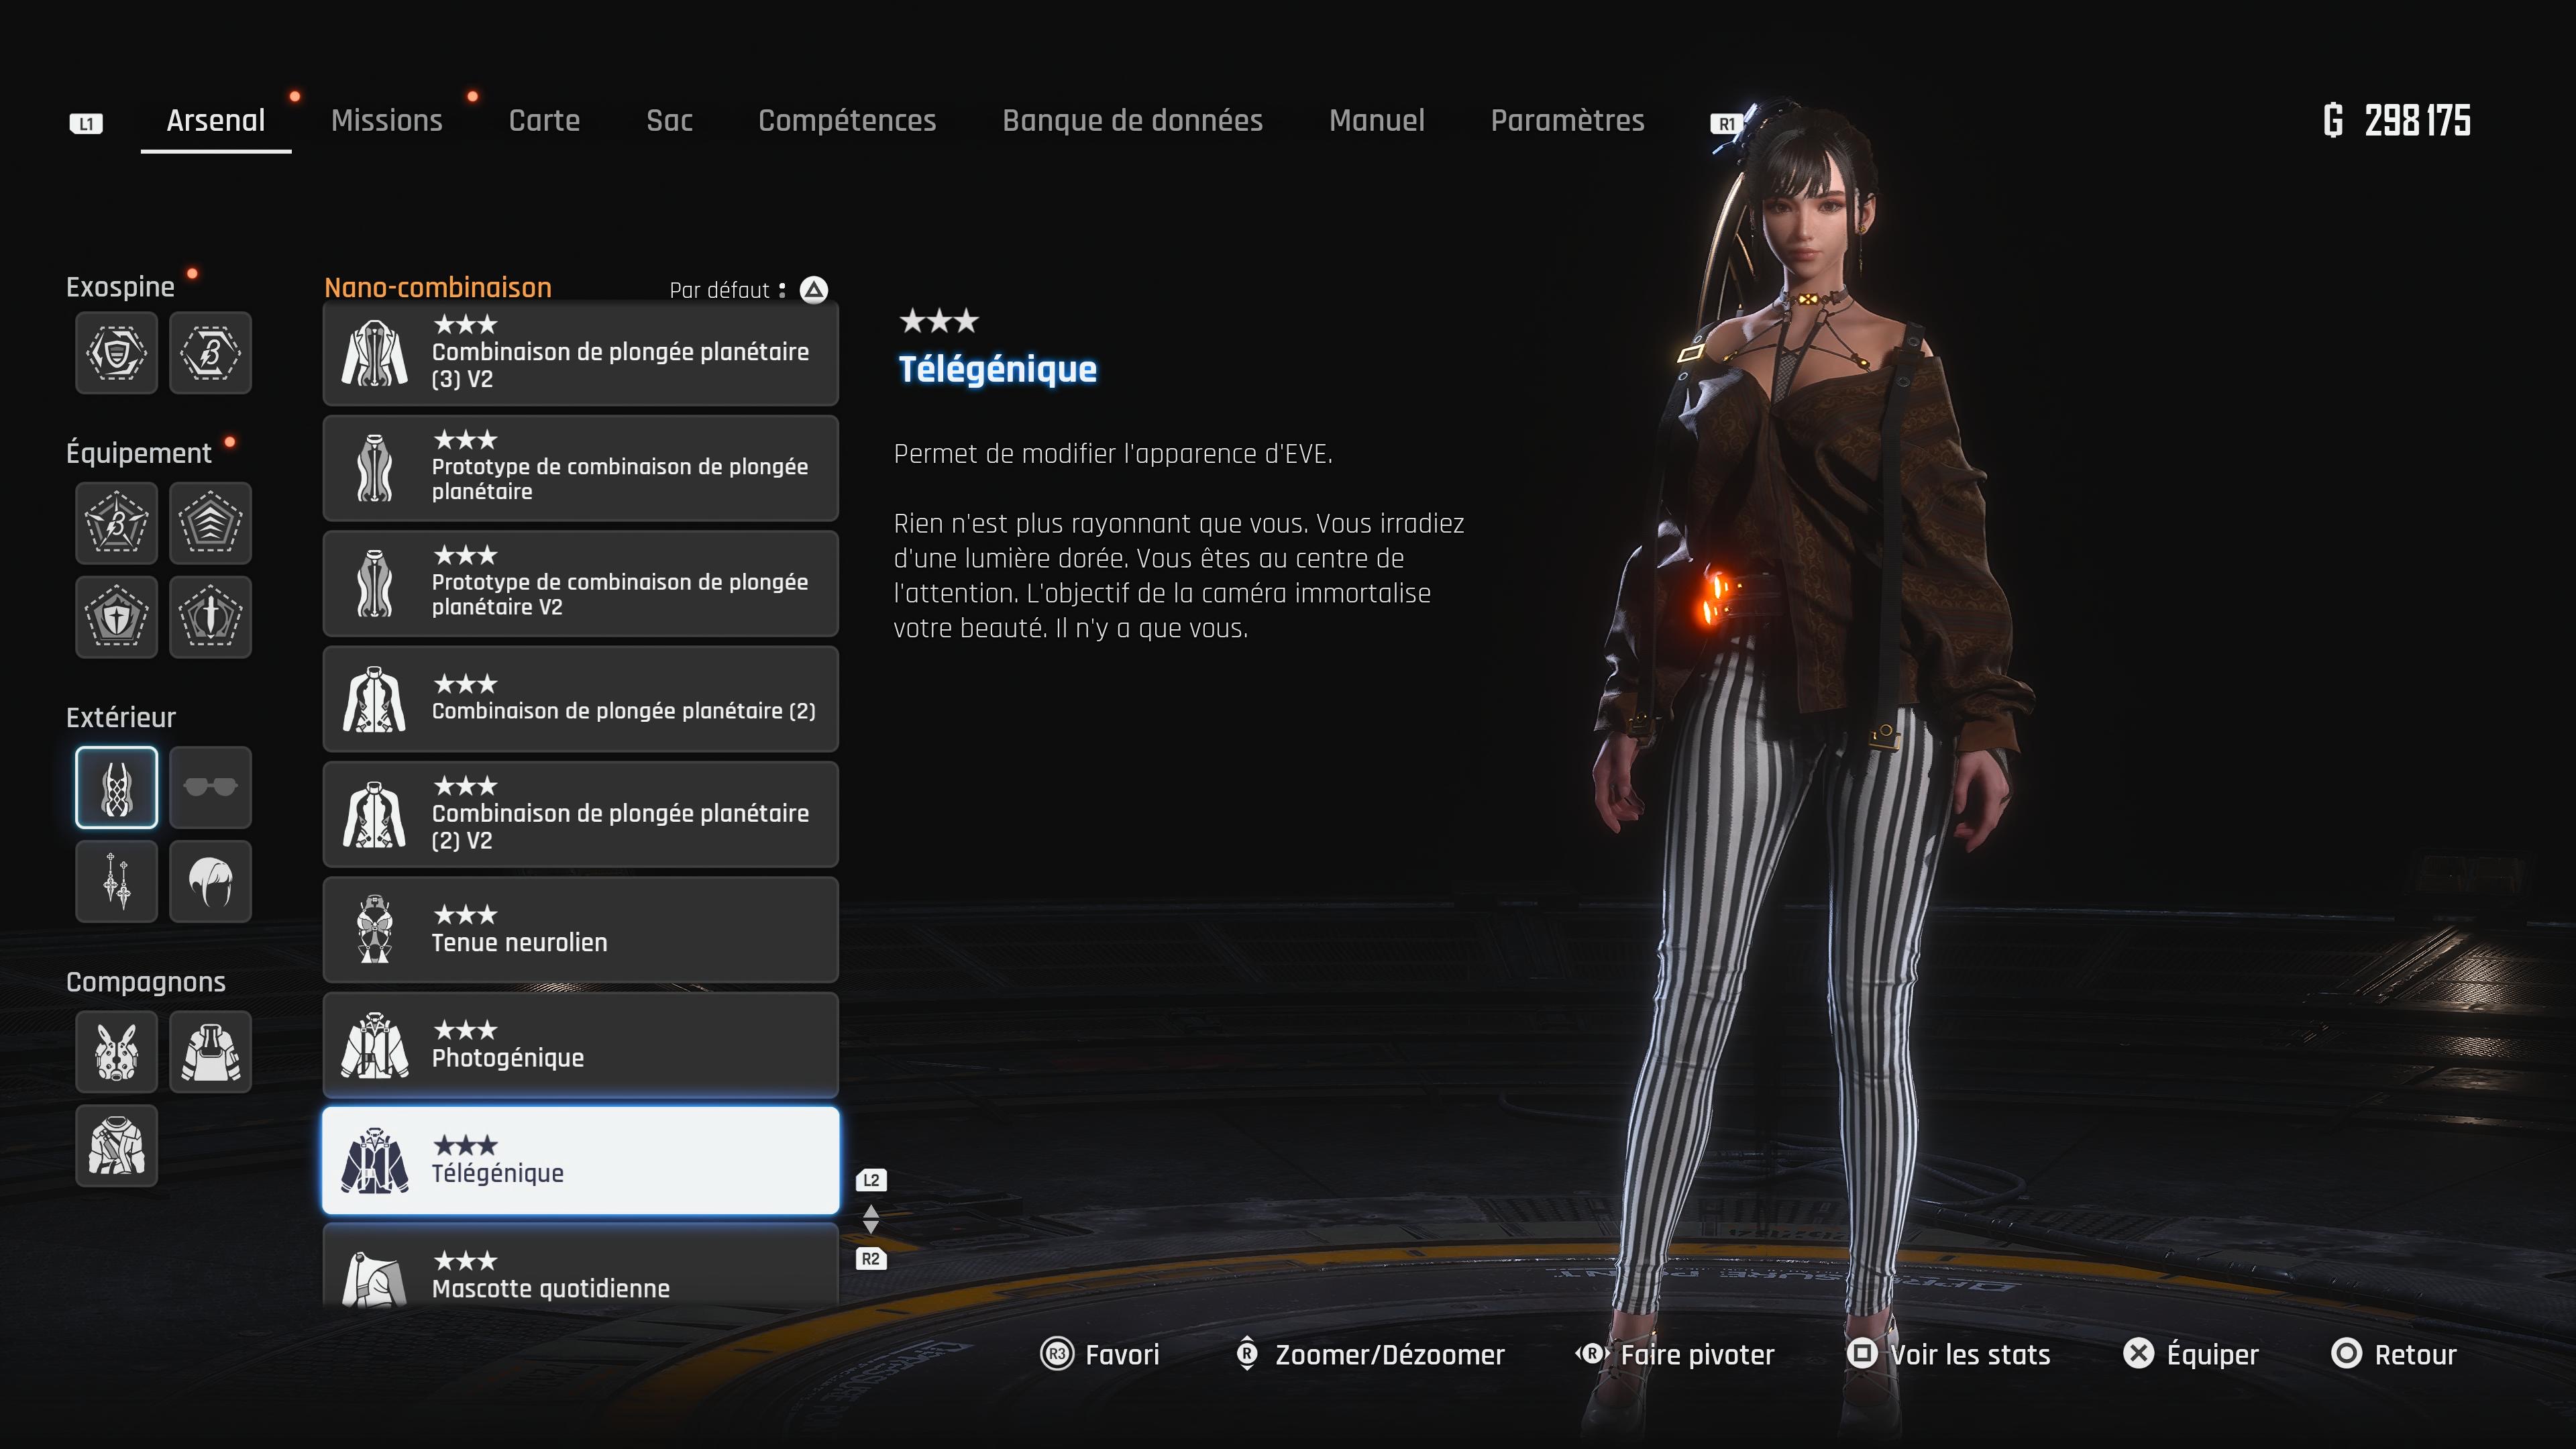 L1
Arsenal
Missions
Carte
Sac
Compétences
Banque de données
Manuel
Paramètres
R1
298 175
Exospine
Équipement
Extérieur
Compagnons
Nano-combinaison
Par défaut :
Combinaison de plongée planétaire
(3) V2
Prototype de combinaison de plongée
planétaire
Prototype de combinaison de plongée
planétaire V2
Combinaison de plongée planétaire (2)
Combinaison de plongée planétaire
(2) V2
Tenue neurolien
Photogénique
Télégénique
Mascotte quotidienne
L2
R2
Télégénique
Permet de modifier l'apparence d'EVE.
Rien n'est plus rayonnant que vous. Vous irradiez
d'une lumière dorée. Vous êtes au centre de
l'attention. L'objectif de la caméra immortalise
votre beauté. Il n'y a que vous.
R3 Favori
R Zoomer/Dézoomer
R Faire pivoter
Voir les stats
Équiper
Retour